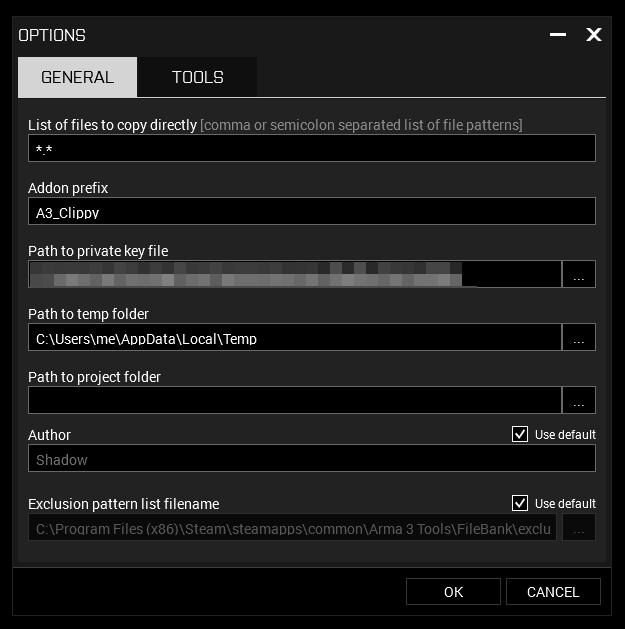 OPTIONS
GENERAL TOOLS
List of files to copy directly [comma or semicolon separated list of file patterns]
*.*
Addon prefix
A3_Clippy
Path to private key file
...
Path to temp folder
C:\Users\me\AppData\Local\Temp
...
Path to project folder
...
Author
Use default
Shadow
Exclusion pattern list filename
Use default
C:\Program Files (x86)\Steam\steamapps\common\Arma 3 Tools\FileBank\exclu
...
OK CANCEL